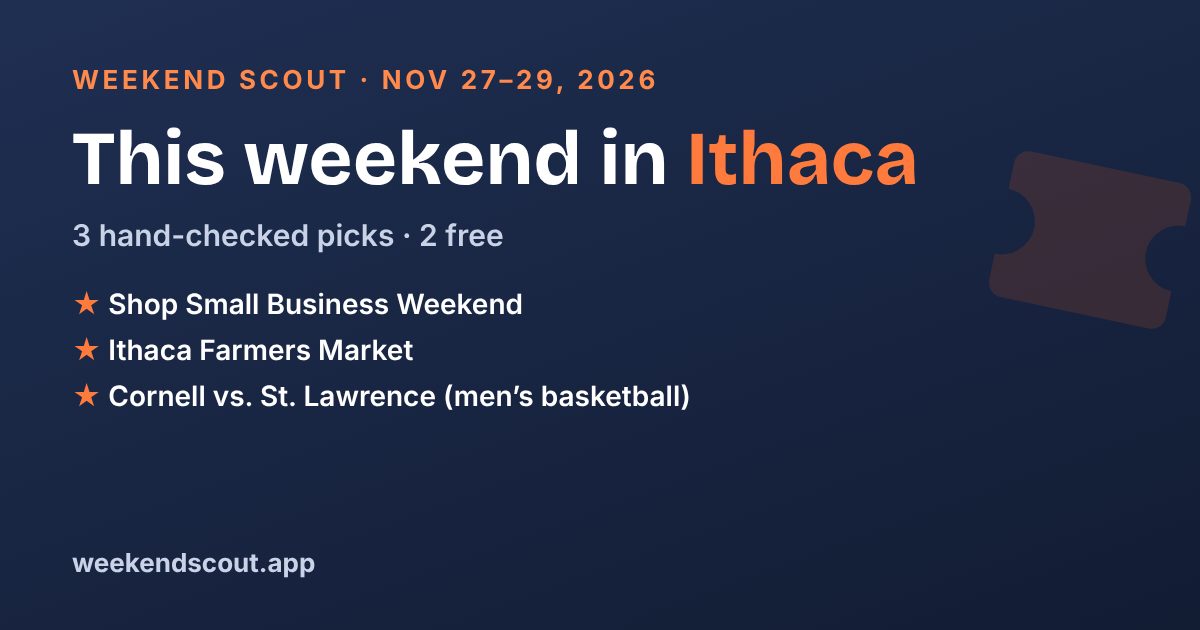 WEEKEND SCOUT · NOV 27–29, 2026
This weekend in Ithaca
3 hand-checked picks · 2 free
★ Shop Small Business Weekend
★ Ithaca Farmers Market
★ Cornell vs. St. Lawrence (men’s basketball)
weekendscout.app